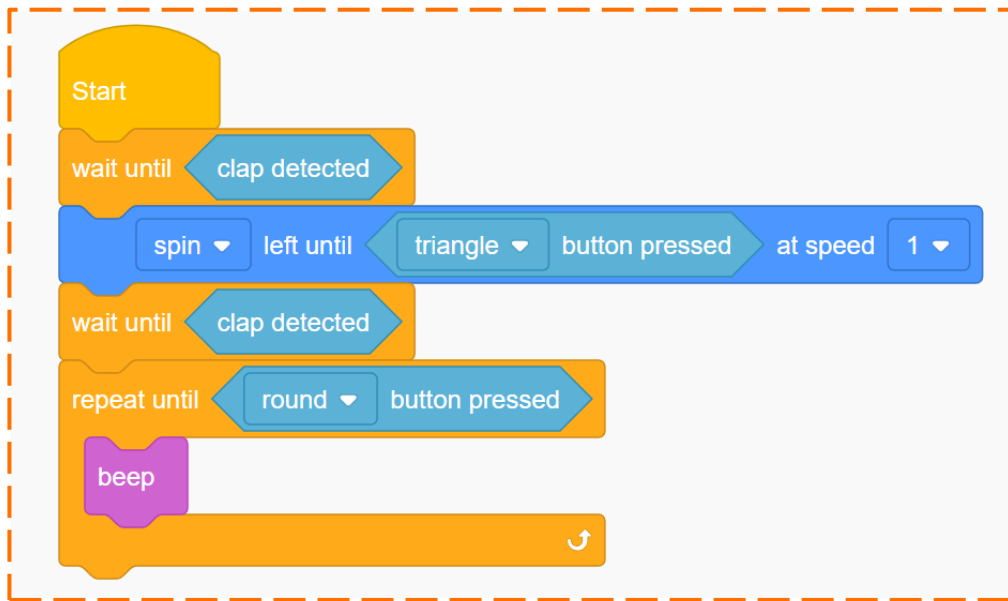 Start
wait until clap detected
spin left until triangle button pressed at speed 1
wait until clap detected
repeat until round button pressed
beep